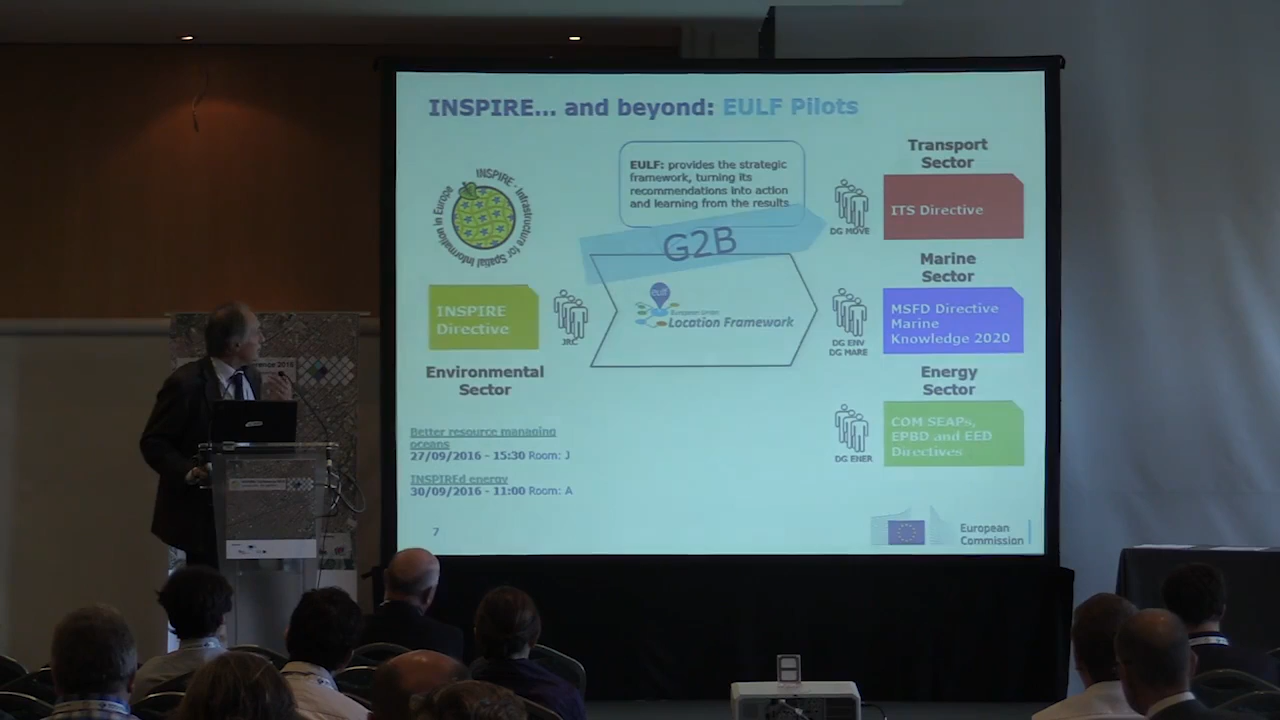 INSPIRE... and beyond: EULF Pilots
INSPIRE - Infrastructure for Spatial Information in Europe
EULF: provides the strategic
framework, turning its
recommendations into action
and learning from the results
G2B
European Union
Location Framework
INSPIRE
Directive
JRC
Environmental
Sector
Transport
Sector
DG MOVE
ITS Directive
Marine
Sector
DG ENV
DG MARE
MSFD Directive
Marine
Knowledge 2020
Energy
Sector
DG ENER
COM SEAPs,
EPBD and EED
Directives
Better resource managing
oceans
27/09/2016 - 15:30 Room: J
INSPIREd energy
30/09/2016 - 11:00 Room: A
7
European
Commission